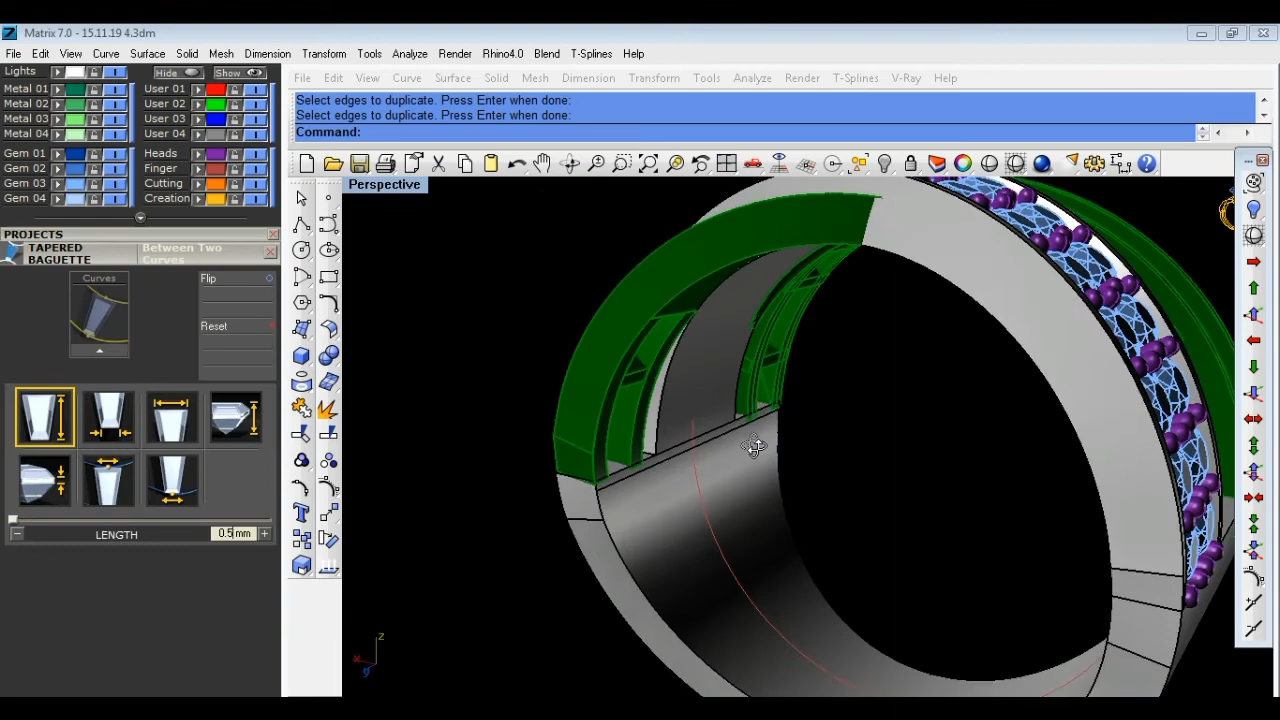 Matrix 7.0 - 15.11.19 4.3dm
File Edit View Curve Surface Solid Mesh Dimension Transform Tools Analyze Render Rhino4.0 Blend T-Splines Help
Lights Hide Show
Metal 01 User 01
Metal 02 User 02
Metal 03 User 03
Metal 04 User 04
Gem 01 Heads
Gem 02 Finger
Gem 03 Cutting
Gem 04 Creation
PROJECTS
TAPERED BAGUETTE
Between Two Curves
Curves
Flip
Reset
LENGTH 0.5 mm
File Edit View Curve Surface Solid Mesh Dimension Transform Tools Analyze Render T-Splines V-Ray Help
Select edges to duplicate. Press Enter when done:
Select edges to duplicate. Press Enter when done:
Command:
Perspective
z
x
y